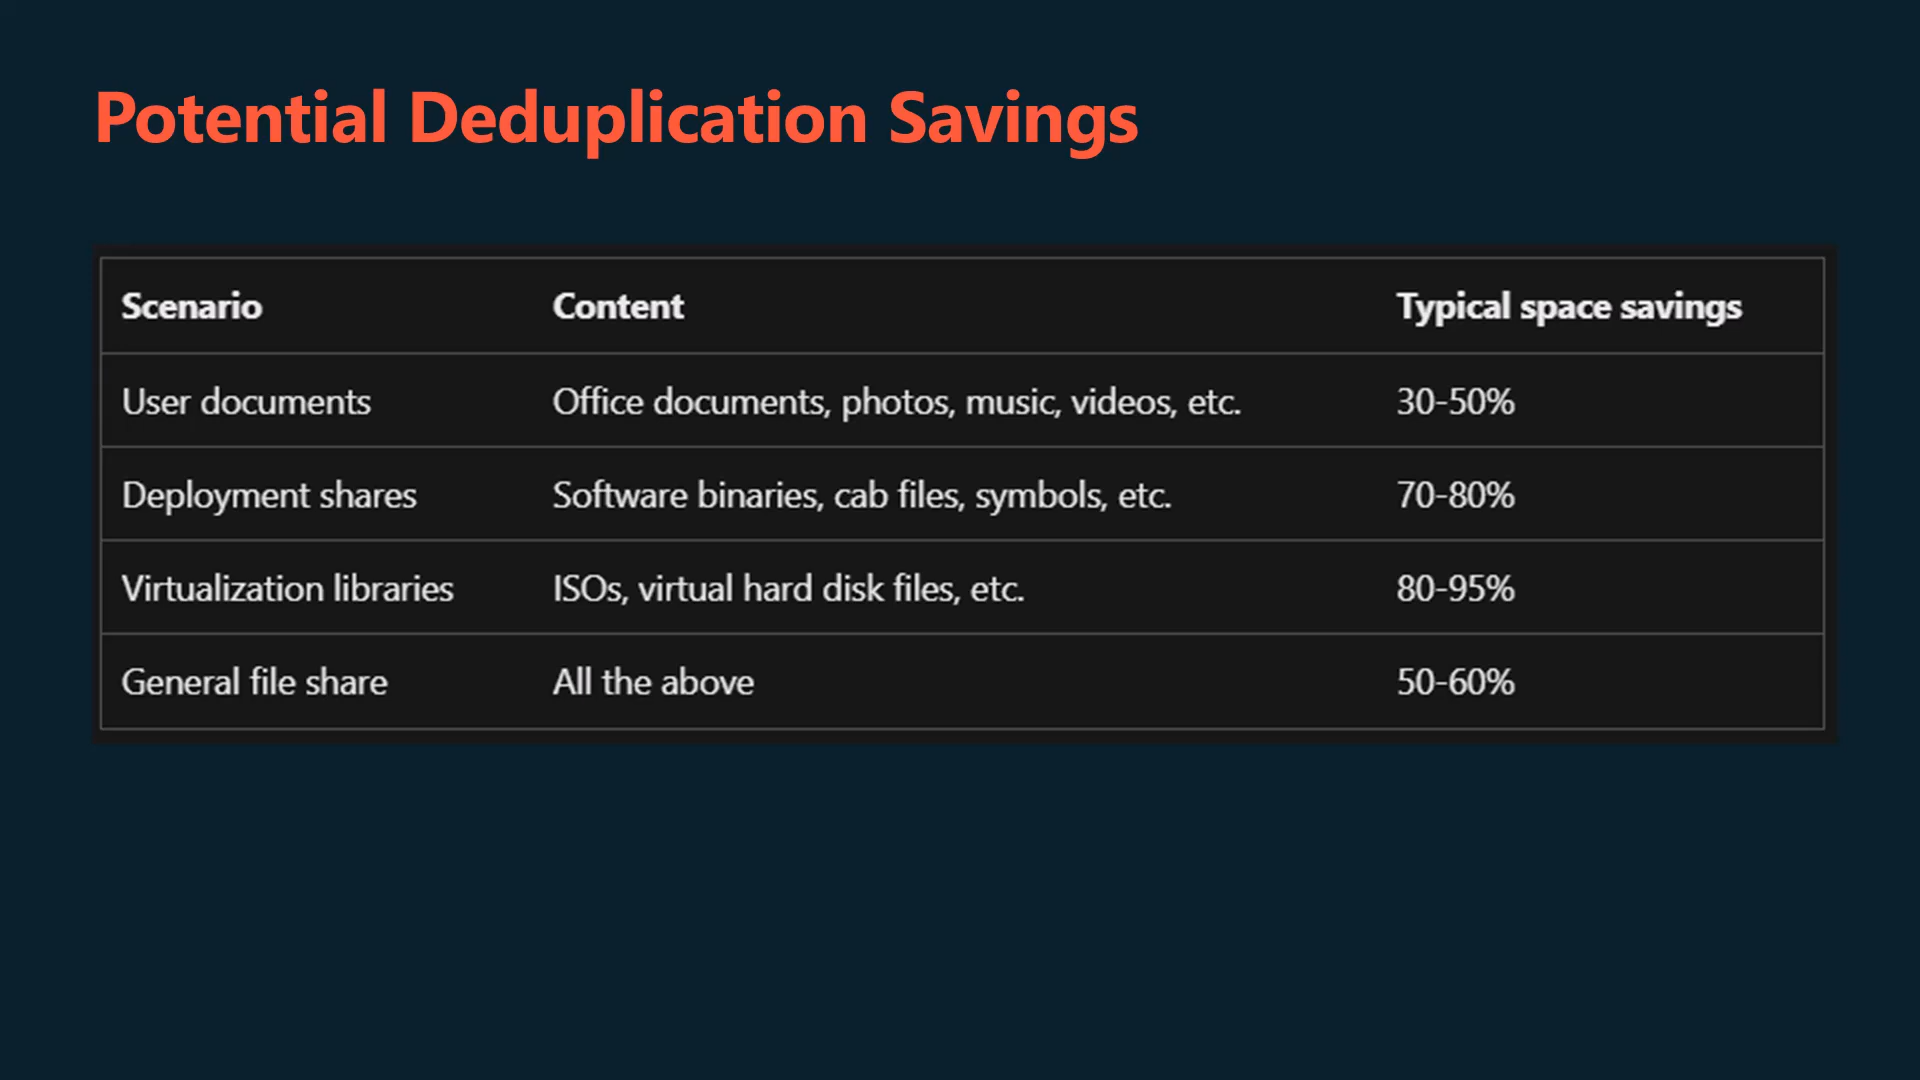 Potential Deduplication Savings
Scenario Content Typical space savings
User documents Office documents, photos, music, videos, etc. 30-50%
Deployment shares Software binaries, cab files, symbols, etc. 70-80%
Virtualization libraries ISOs, virtual hard disk files, etc. 80-95%
General file share All the above 50-60%